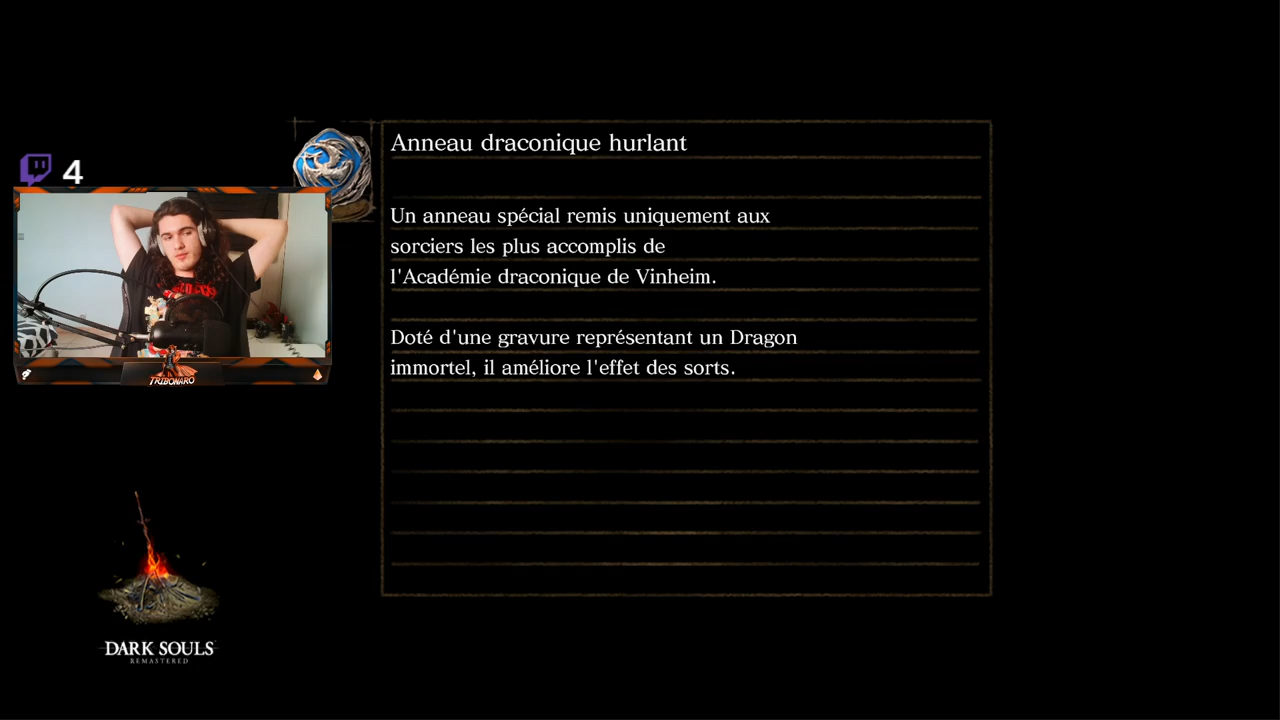 Anneau draconique hurlant
4
Un anneau spécial remis uniquement aux
sorciers les plus accomplis de
l'Académie draconique de Vinheim.
Doté d'une gravure représentant un Dragon
immortel, il améliore l'effet des sorts.
TRIBONARO
DARK SOULS
REMASTERED